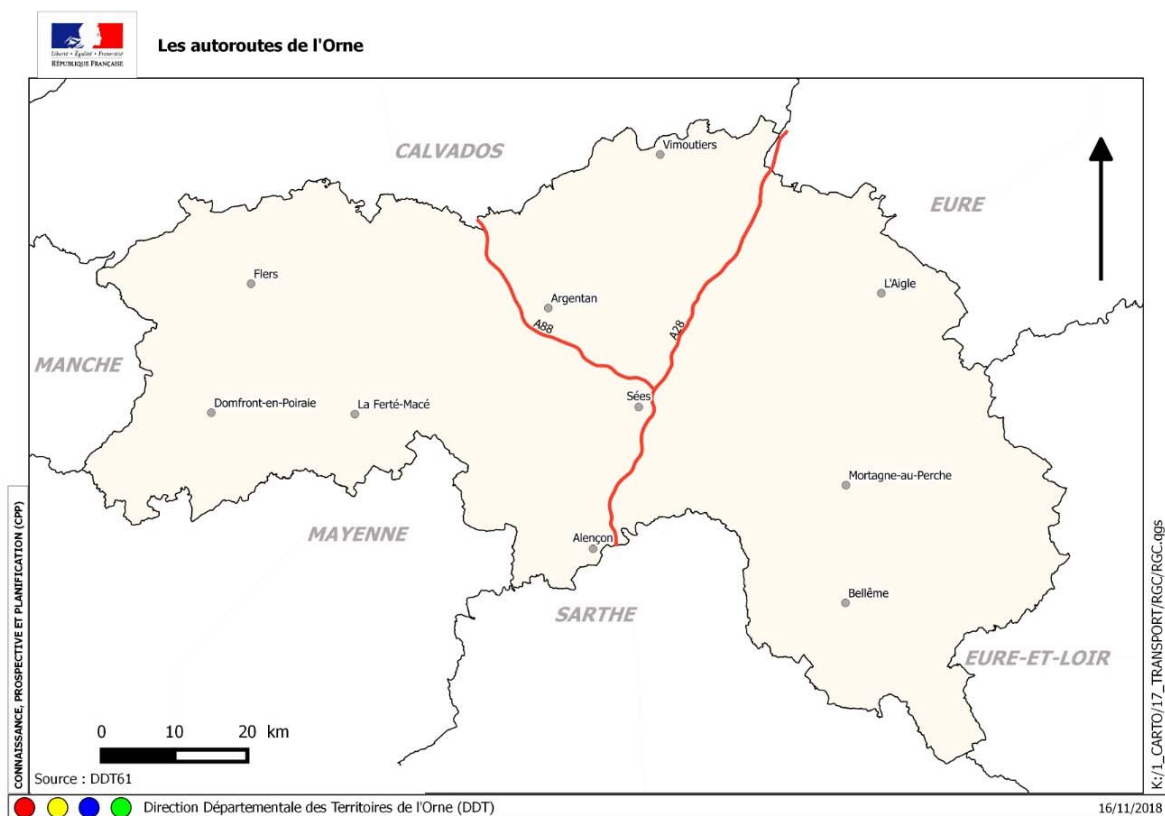 Liberté • Égalité • Fraternité
RÉPUBLIQUE FRANÇAISE
Les autoroutes de l'Orne
CALVADOS
Vimoutiers
EURE
Flers
L'Aigle
Argentan
A88
A28
MANCHE
Sées
Domfront-en-Poiraie
La Ferté-Macé
Mortagne-au-Perche
MAYENNE
Alençon
Bellême
SARTHE
EURE-ET-LOIR
0 10 20 km
Source : DDT61
CONNAISSANCE, PROSPECTIVE ET PLANIFICATION (CPP)
K:/1_CARTO/17_TRANSPORT/RGC/RGC.qgs
Direction Départementale des Territoires de l'Orne (DDT)
16/11/2018